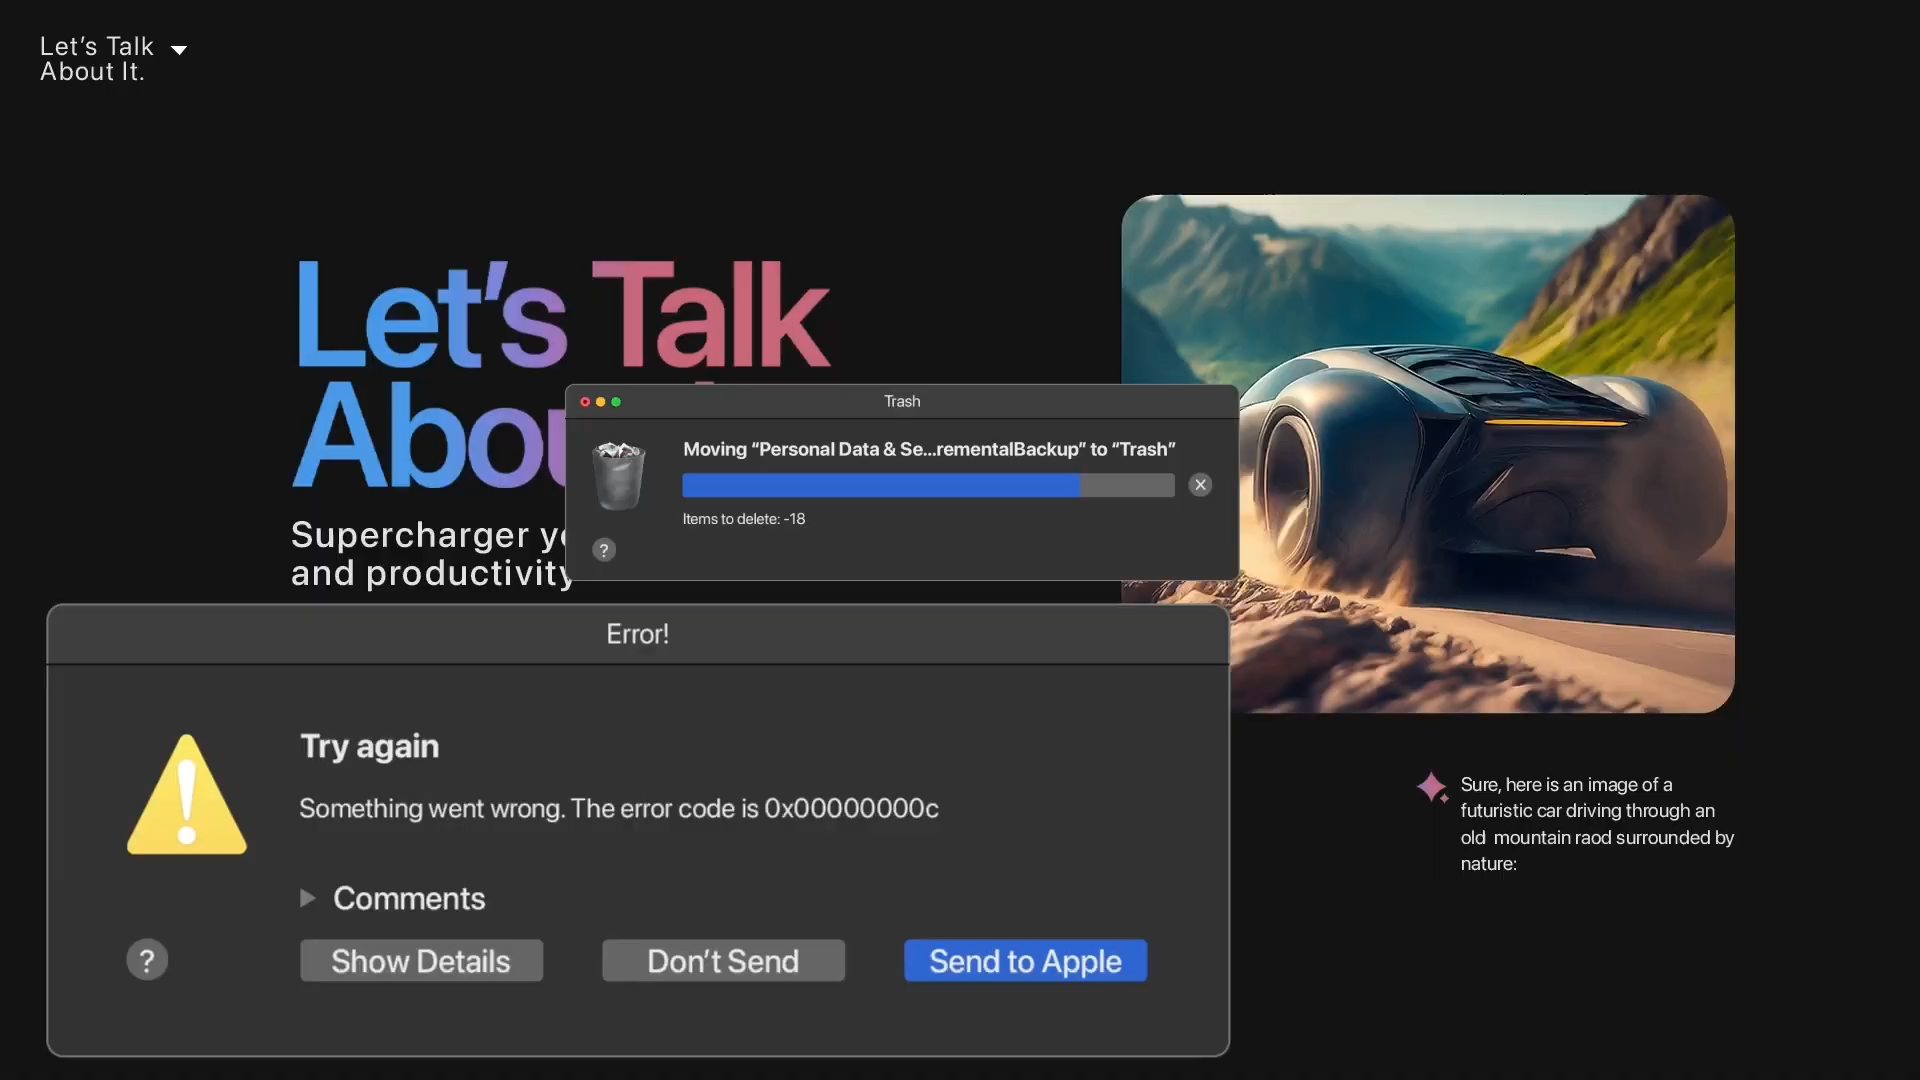 Let's Talk
About It.
Let's Talk
Abou
Supercharger y
and productivity
Trash
Moving “Personal Data & Se...rementalBackup” to “Trash”
Items to delete: -18
?
Error!
Try again
Something went wrong. The error code is 0x00000000c
Comments
?
Show Details
Don't Send
Send to Apple
Sure, here is an image of a
futuristic car driving through an
old mountain raod surrounded by
nature: